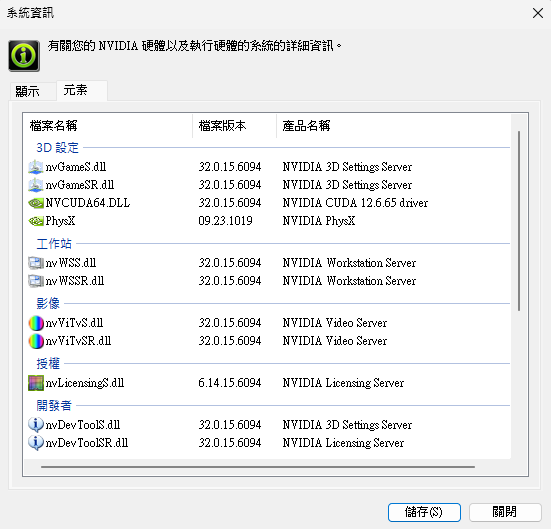 系統資訊
有關您的 NVIDIA 硬體以及執行硬體的系統的詳細資訊。
顯示 元素
檔案名稱 檔案版本 產品名稱
3D 設定
nvGameS.dll 32.0.15.6094 NVIDIA 3D Settings Server
nvGameSR.dll 32.0.15.6094 NVIDIA 3D Settings Server
NVCUDA64.DLL 32.0.15.6094 NVIDIA CUDA 12.6.65 driver
PhysX 09.23.1019 NVIDIA PhysX
工作站
nvWSS.dll 32.0.15.6094 NVIDIA Workstation Server
nvWSSR.dll 32.0.15.6094 NVIDIA Workstation Server
影像
nvViTvS.dll 32.0.15.6094 NVIDIA Video Server
nvViTvSR.dll 32.0.15.6094 NVIDIA Video Server
授權
nvLicensingS.dll 6.14.15.6094 NVIDIA Licensing Server
開發者
nvDevToolS.dll 32.0.15.6094 NVIDIA 3D Settings Server
nvDevToolSR.dll 32.0.15.6094 NVIDIA Licensing Server
儲存(S) 關閉